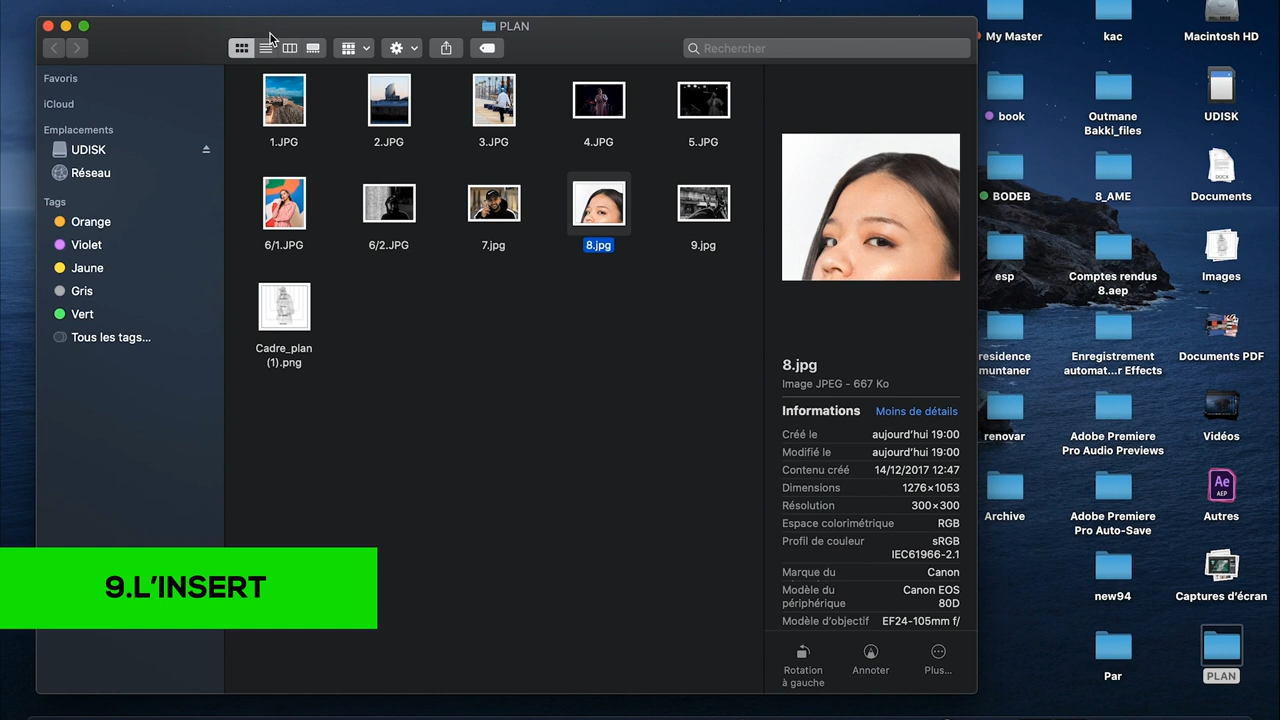 PLAN
Rechercher
Favoris
iCloud
Emplacements
UDISK
Réseau
Tags
Orange
Violet
Jaune
Gris
Vert
Tous les tags...
1.JPG
2.JPG
3.JPG
4.JPG
5.JPG
6/1.JPG
6/2.JPG
7.jpg
8.jpg
9.jpg
Cadre_plan
(1).png
8.jpg
Image JPEG - 667 Ko
Informations
Moins de détails
Créé le aujourd'hui 19:00
Modifié le aujourd'hui 19:00
Contenu créé 14/12/2017 12:47
Dimensions 1276×1053
Résolution 300×300
Espace colorimétrique RGB
Profil de couleur sRGB
IEC61966-2.1
Marque du Canon
Modèle du Canon EOS
périphérique 80D
Modèle d'objectif EF24-105mm f/
Rotation
à gauche
Annoter
Plus...
9.L'INSERT
My Master
kac
Macintosh HD
book
Outmane
Bakki_files
UDISK
BODEB
8_AME
DOCX
Documents
esp
Comptes rendus
8.aep
Images
residence
muntaner
Enregistrement
automat...r Effects
Documents PDF
renovar
Adobe Premiere
Pro Audio Previews
Vidéos
Archive
Adobe Premiere
Pro Auto-Save
Ae
AEP
Autres
new94
Captures d'écran
Par
PLAN